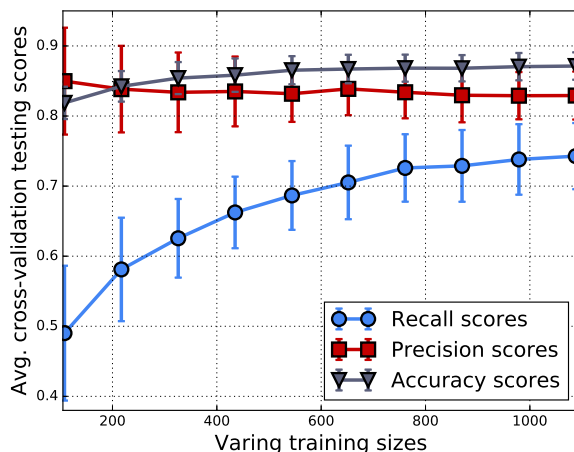 Avg. cross-validation testing scores
0.9
0.8
0.7
0.6
0.5
0.4
200 400 600 800 1000
Varing training sizes
Recall scores
Precision scores
Accuracy scores